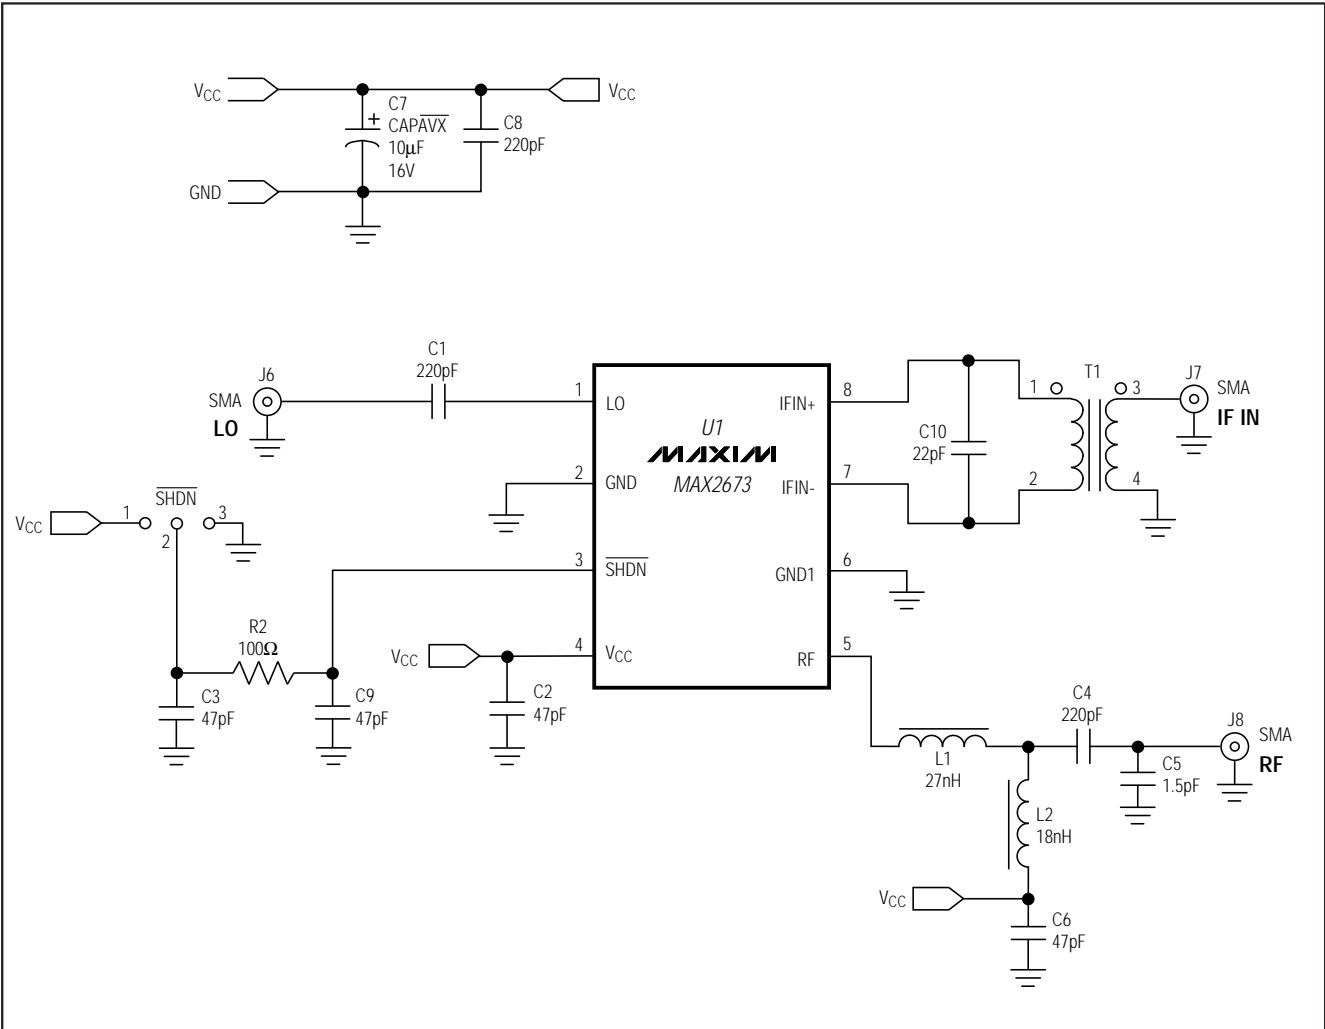 VCC
C7
CAPAVX
10μF
16V
C8
220pF
VCC
GND
C1
220pF
J6
SMA
LO
1
LO
U1
MAXIM
MAX2673
2
GND
3
SHDN
4
VCC
8
IFIN+
7
IFIN-
6
GND1
5
RF
C10
22pF
T1
1
2
3
4
J7
SMA
IF IN
SHDN
VCC
1
2
3
R2
100Ω
C3
47pF
C9
47pF
VCC
C2
47pF
L1
27nH
C4
220pF
J8
SMA
RF
C5
1.5pF
L2
18nH
VCC
C6
47pF